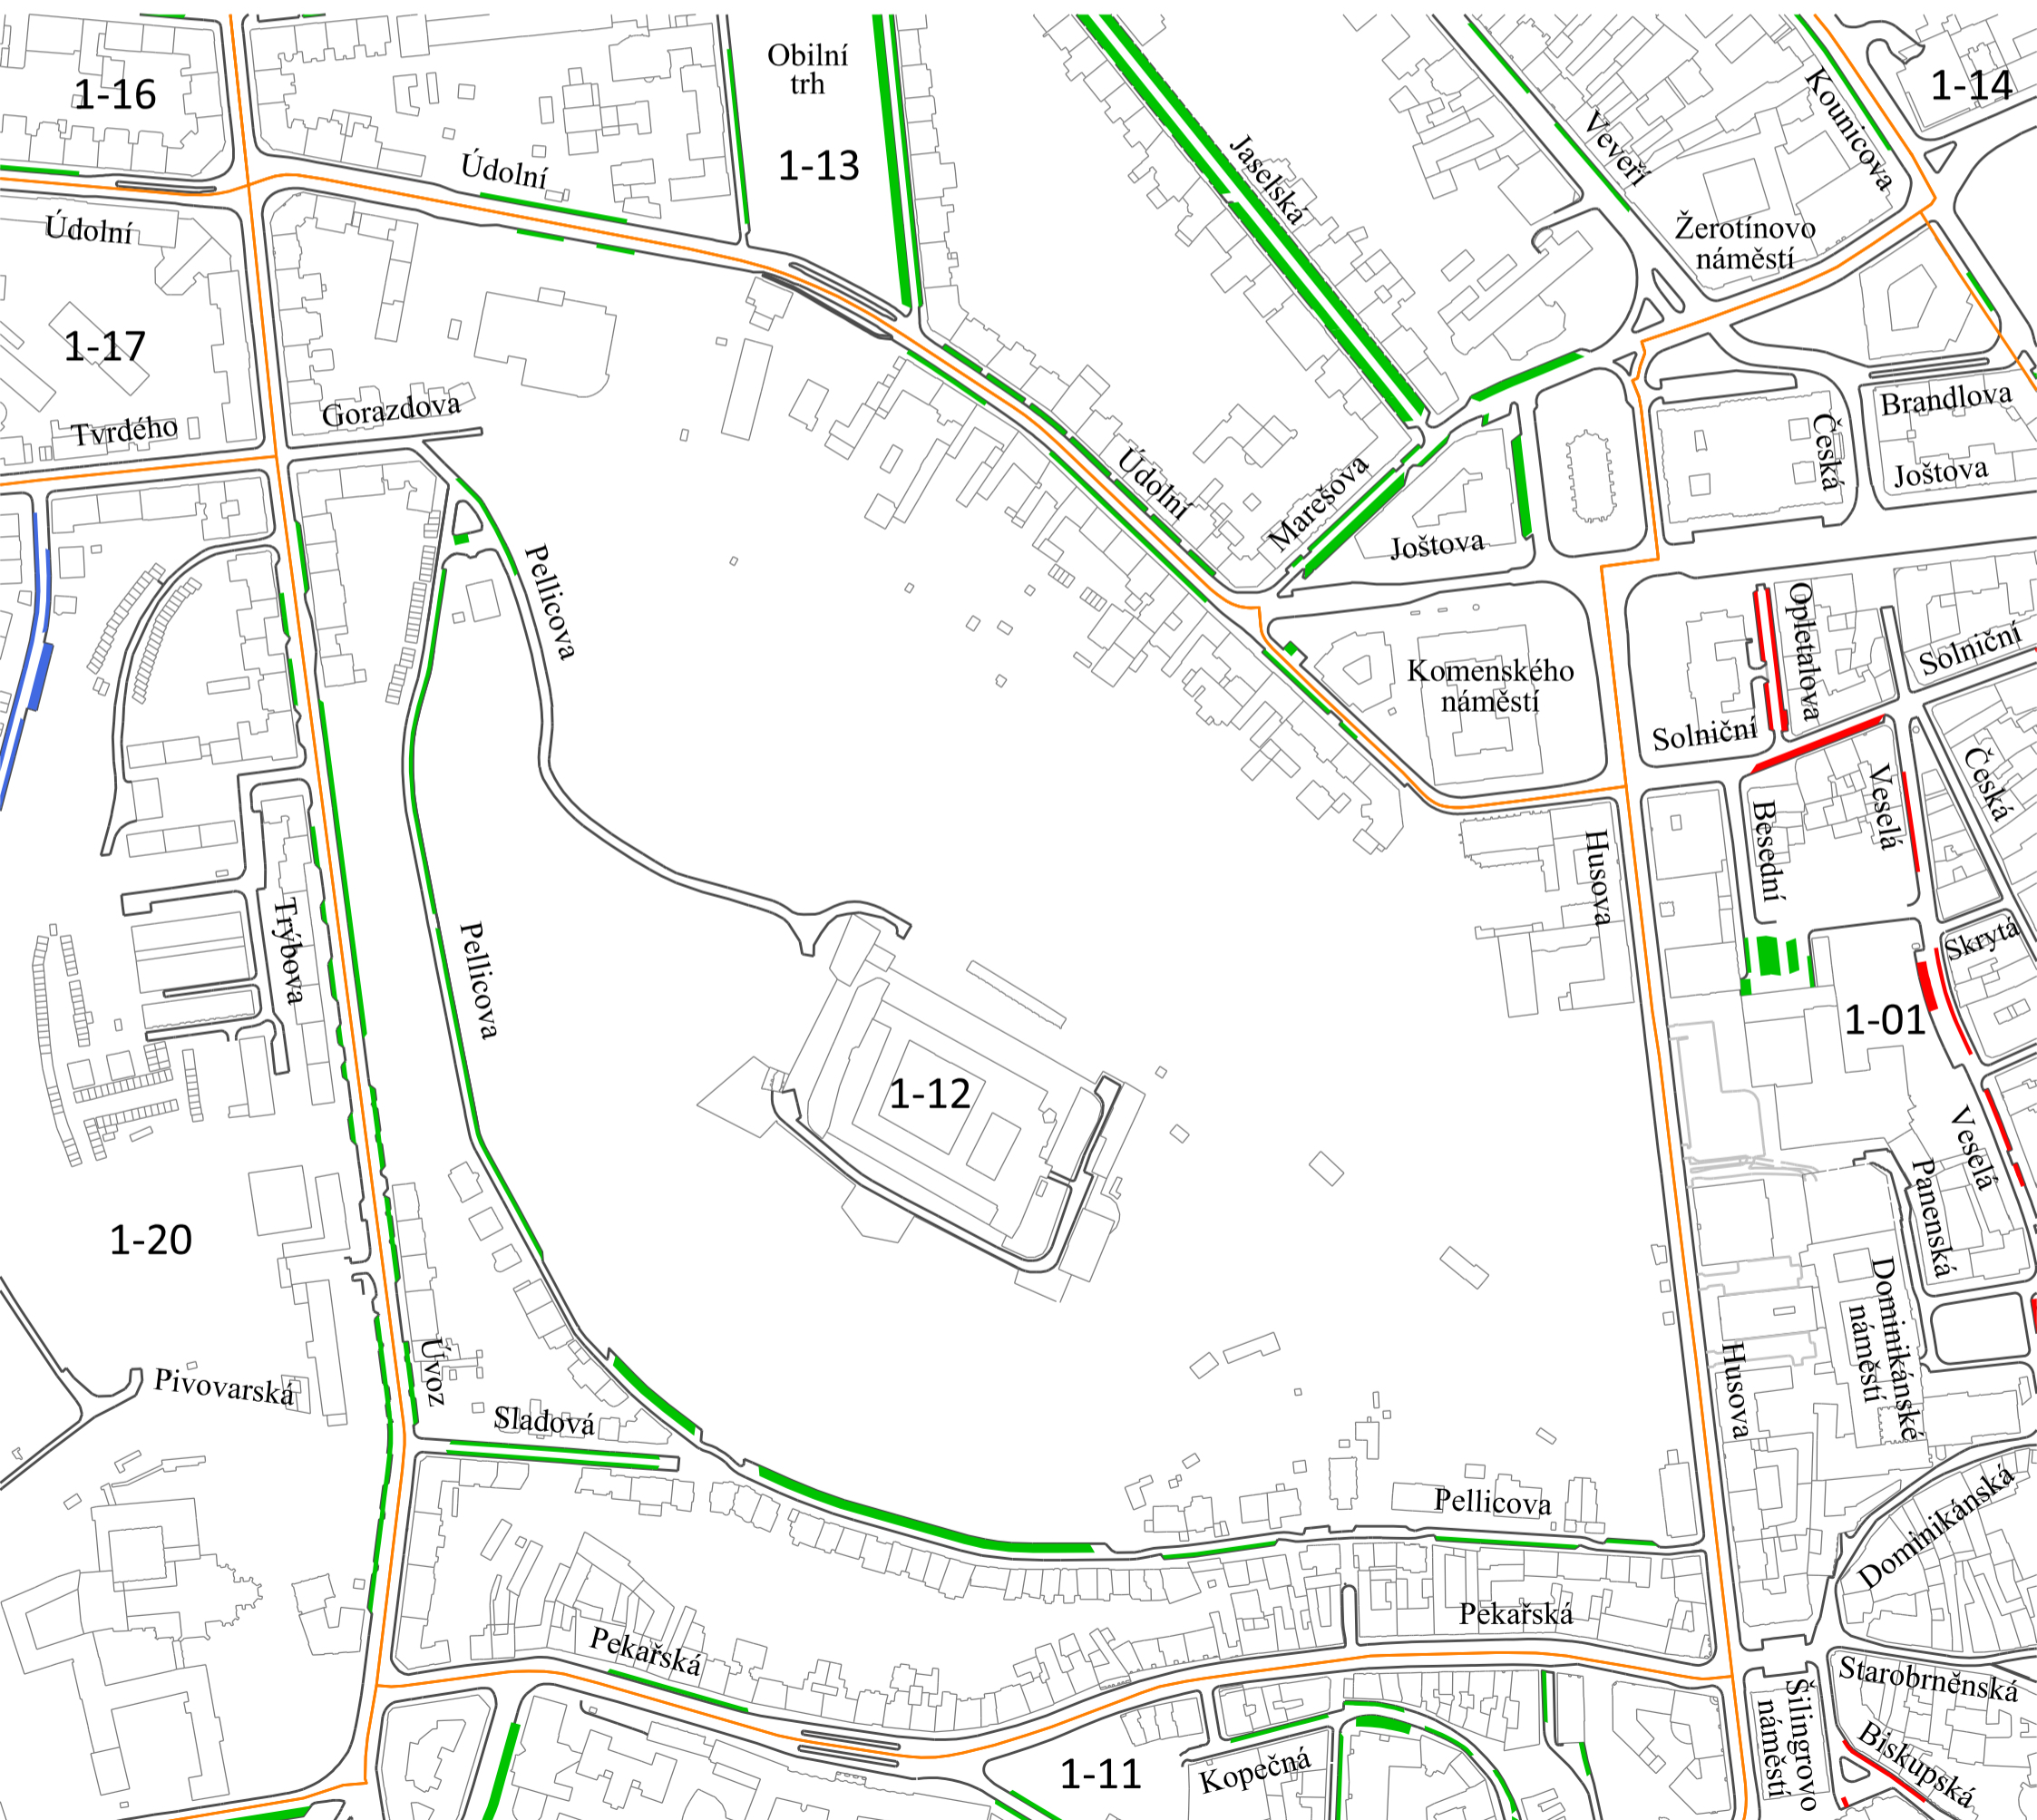 Obilní
trh
1-16
1-14
Kounicova
Veveří
Jaselská
1-13
Údolní
Údolní
Žerotínovo
náměstí
1-17
Gorazdova
Tvrdého
Brandlova
Česká
Joštova
Údolní
Marešova
Joštova
Pellicova
Opletalova
Solniční
Komenského
náměstí
Solniční
Česká
Veselá
Besední
Husova
Trýbova
Pellicova
Skrytá
1-01
1-12
Veselá
Panenská
1-20
Dominikánské
náměstí
Husova
Úvoz
Pivovarská
Sladová
Pellicova
Dominikánská
Pekařská
Pekařská
Starobrněnská
Šilingrovo
náměstí
Biskupská
1-11
Kopečná